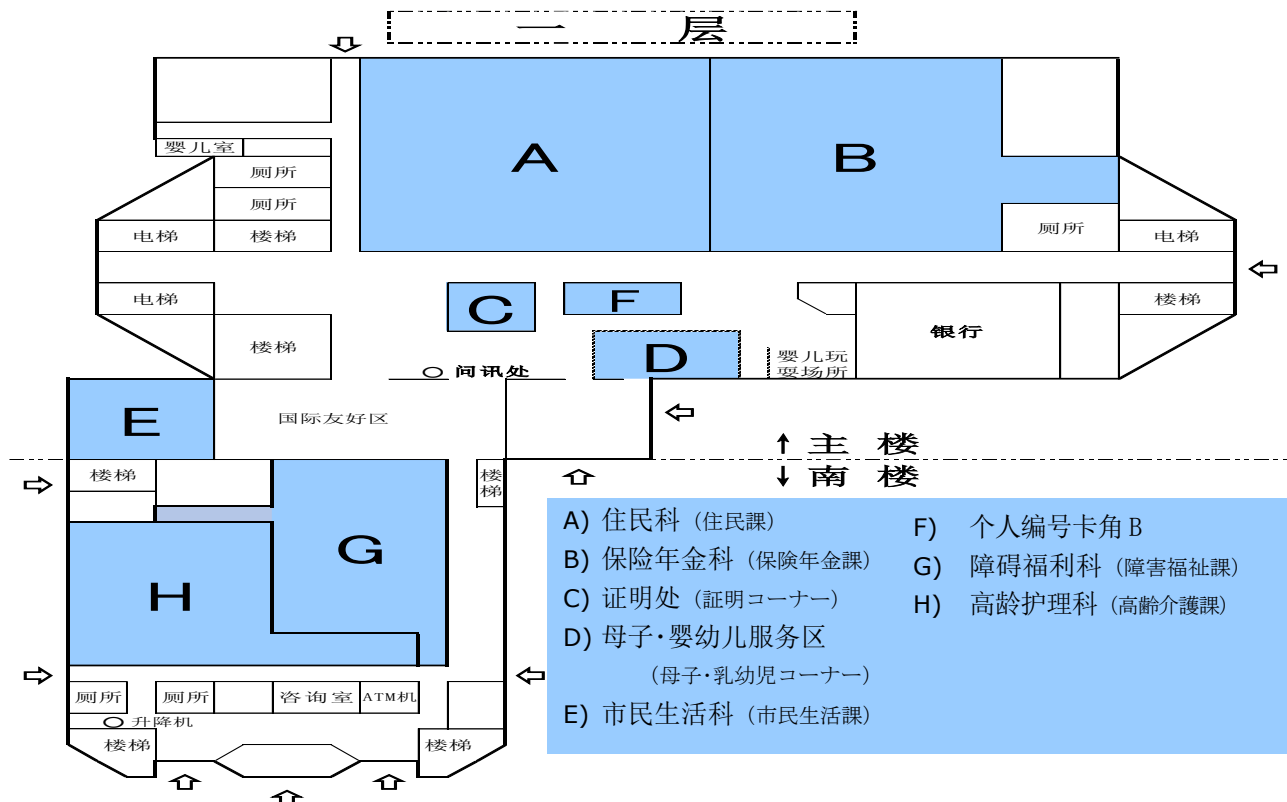 一 层
A
B
婴儿室
厕所
厕所
电梯
楼梯
厕所
电梯
电梯
C
F
楼梯
楼梯
D
婴儿玩
耍场所
银行
○ 问讯处
E
国际友好区
↑ 主 楼
↓ 南 楼
楼梯
楼
梯
G
H
厕所
厕所
咨询室
ATM机
○ 升降机
楼梯
楼梯
A) 住民科 (住民課)
B) 保险年金科 (保険年金課)
C) 证明处 (証明コーナー)
D) 母子·婴幼儿服务区
(母子·乳幼児コーナー)
E) 市民生活科 (市民生活課)
F) 个人编号卡角B
G) 障碍福利科 (障害福祉課)
H) 高龄护理科 (高齢介護課)